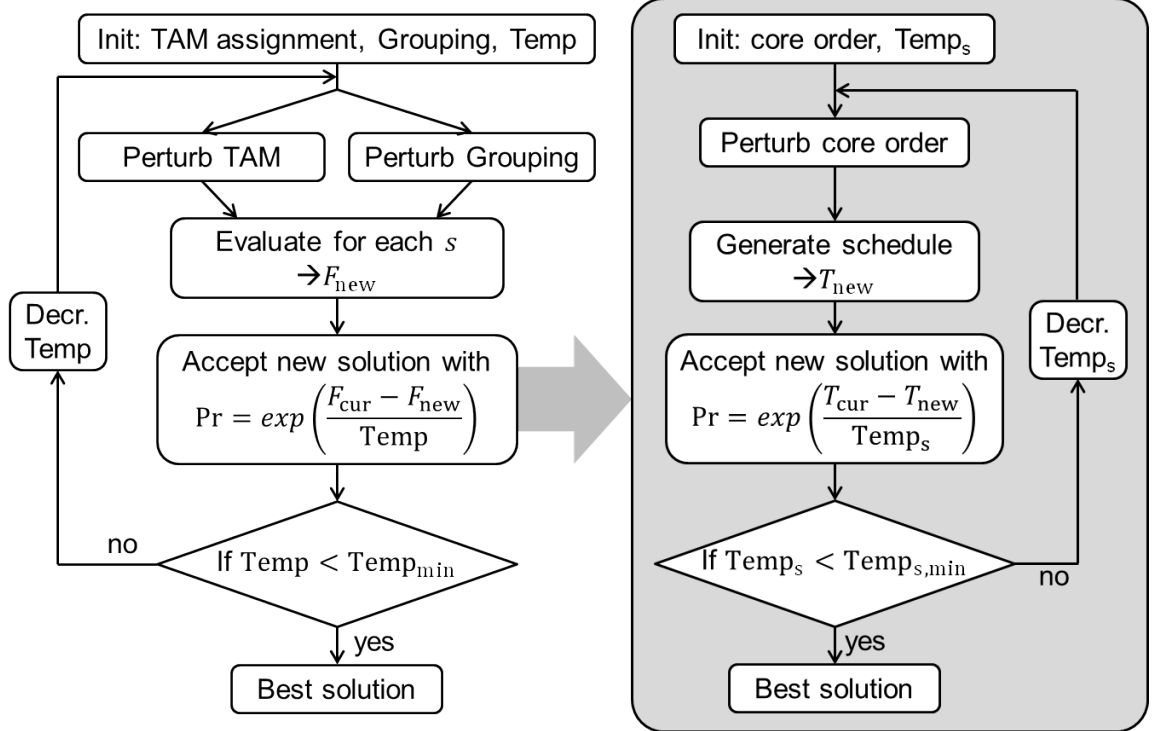 Init: TAM assignment, Grouping, Temp
Perturb TAM
Perturb Grouping
Evaluate for each s
→F_new
Decr.
Temp
Accept new solution with
Pr = exp((F_cur − F_new)/Temp)
If Temp < Temp_min
no
yes
Best solution
Init: core order, Temp_s
Perturb core order
Generate schedule
→T_new
Decr.
Temp_s
Accept new solution with
Pr = exp((T_cur − T_new)/Temp_s)
If Temp_s < Temp_s,min
no
yes
Best solution